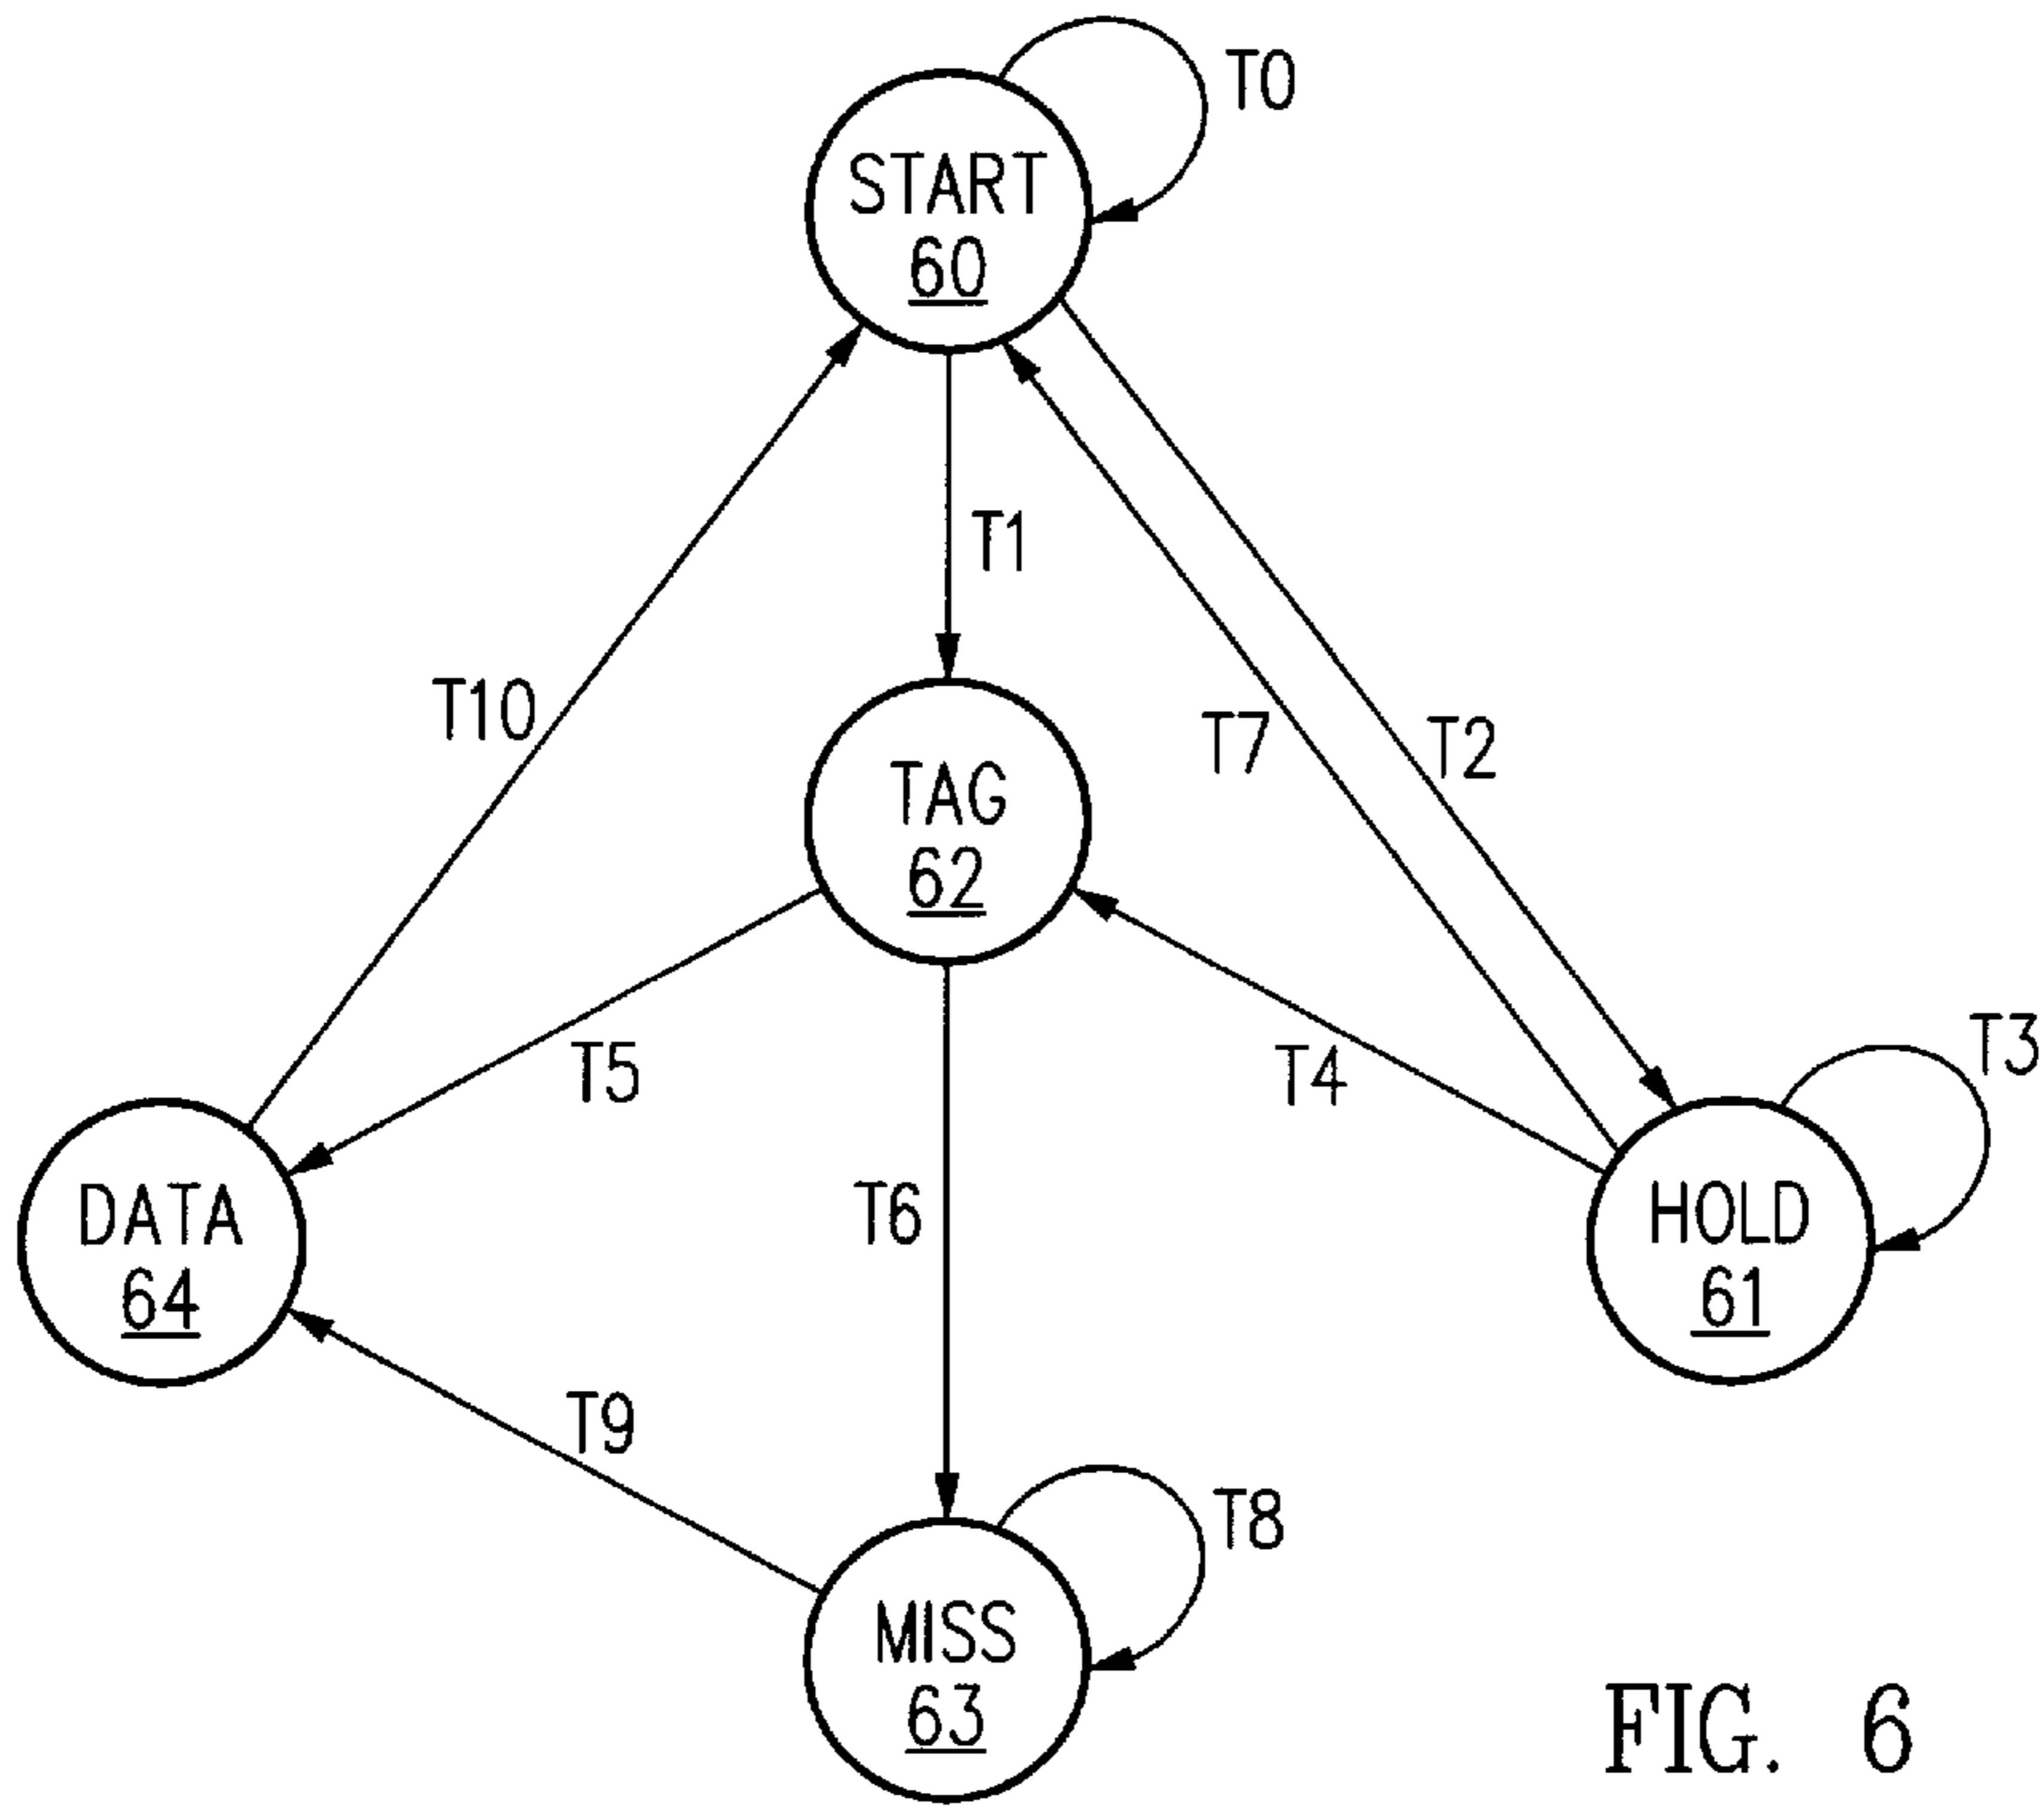 T0
START
60
T1
T10
T7
T2
TAG
62
T3
T5
T4
DATA
64
T6
HOLD
61
T9
T8
MISS
63
FIG. 6